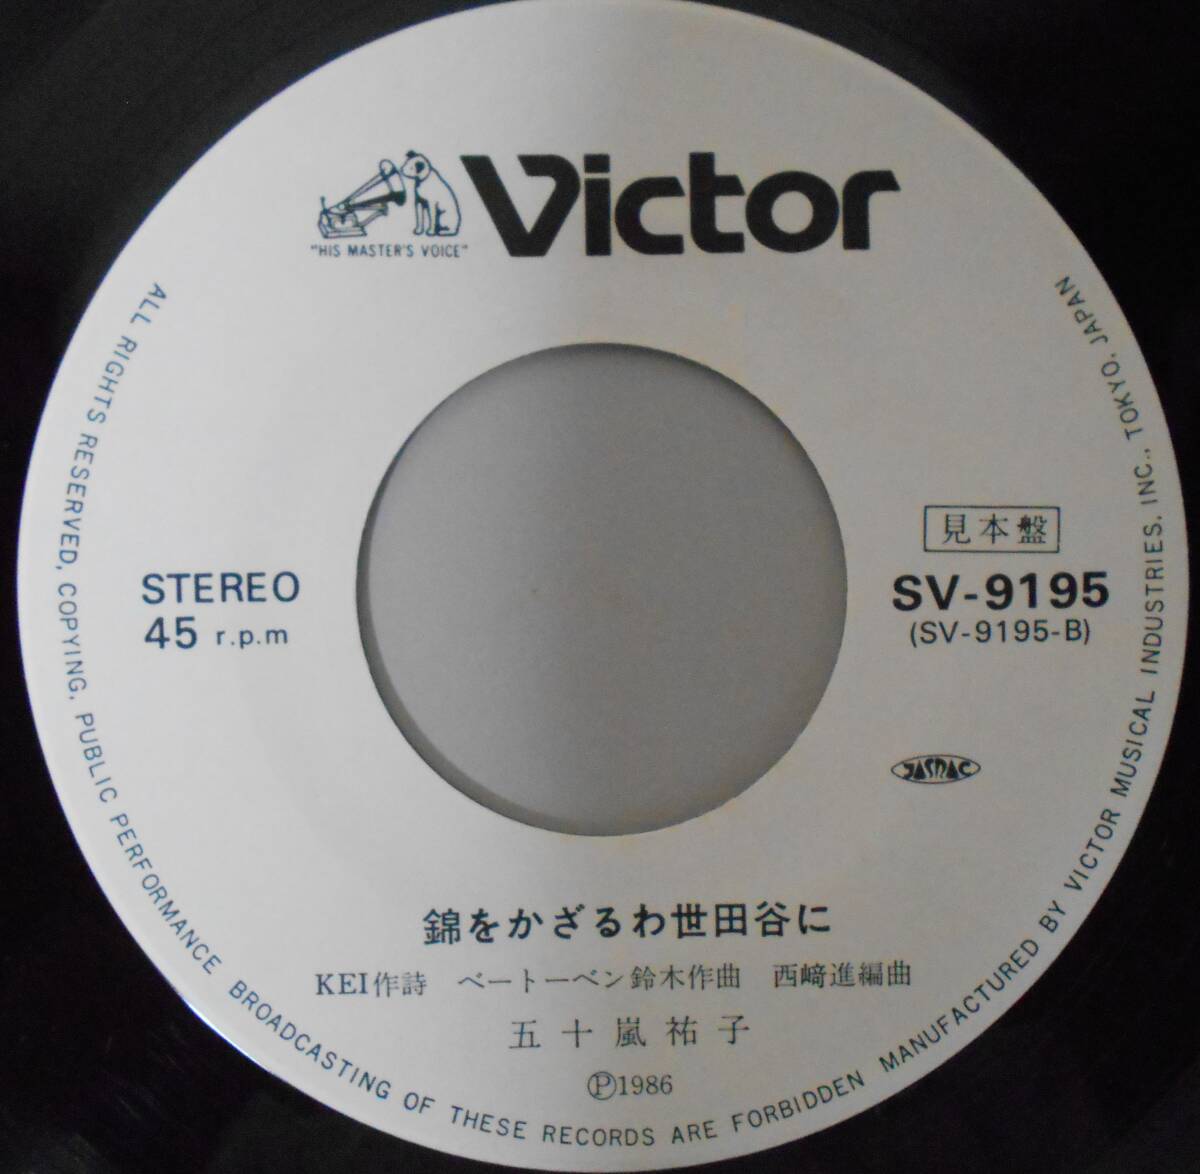 Victor
"HIS MASTER'S VOICE"
見本盤
STEREO
45 r.p.m
SV-9195
(SV-9195-B)
JASRAC
錦をかざるわ世田谷に
KEI作詩 ベートーベン鈴木作曲 西﨑進編曲
五十嵐祐子
Ⓟ1986
ALL RIGHTS RESERVED, COPYING, PUBLIC PERFORMANCE BROADCASTING OF THESE RECORDS ARE FORBIDDEN MANUFACTURED BY VICTOR MUSICAL INDUSTRIES, INC., TOKYO, JAPAN